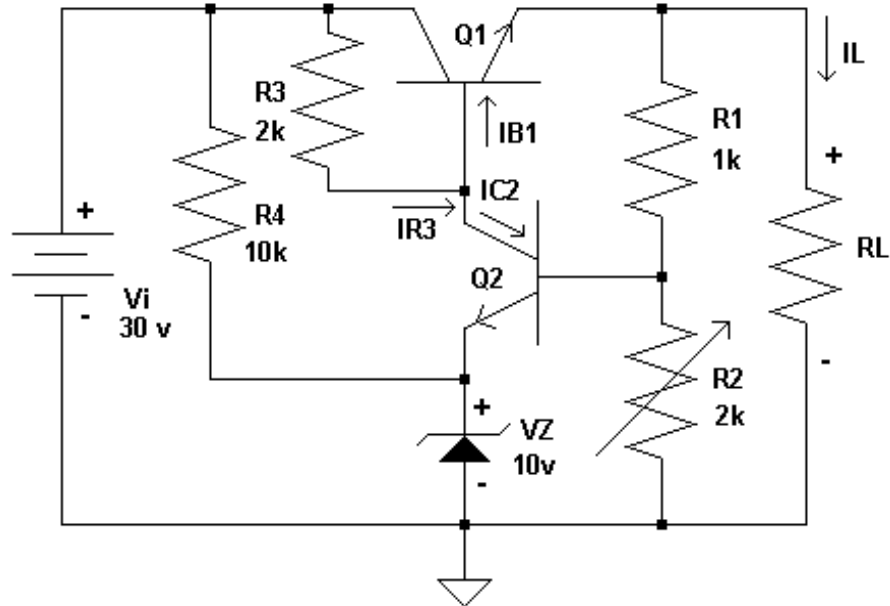 Q1
IL
R3
2k
IB1
R1
1k
+
+
IC2
R4
10k
IR3
RL
Q2
Vi
30 v
-
R2
2k
-
+
VZ
10v
-